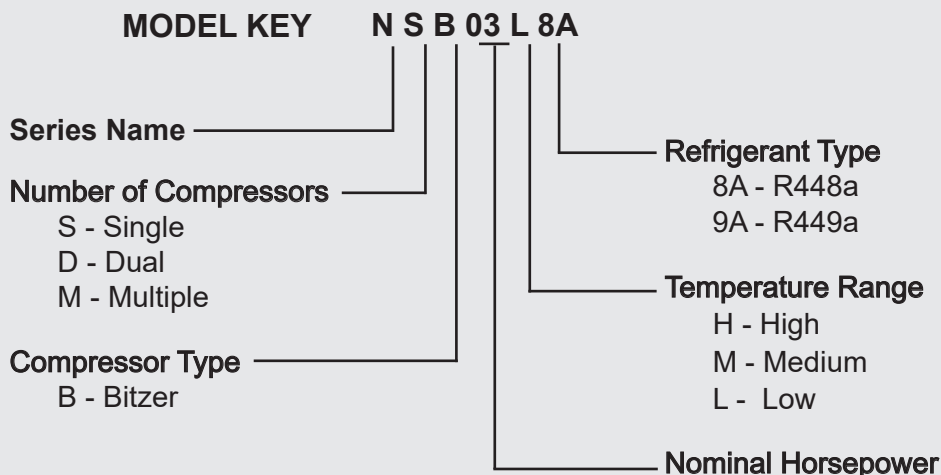 MODEL KEY N S B 03 L 8A
Series Name
Number of Compressors
S - Single
D - Dual
M - Multiple
Compressor Type
B - Bitzer
Refrigerant Type
8A - R448a
9A - R449a
Temperature Range
H - High
M - Medium
L - Low
Nominal Horsepower